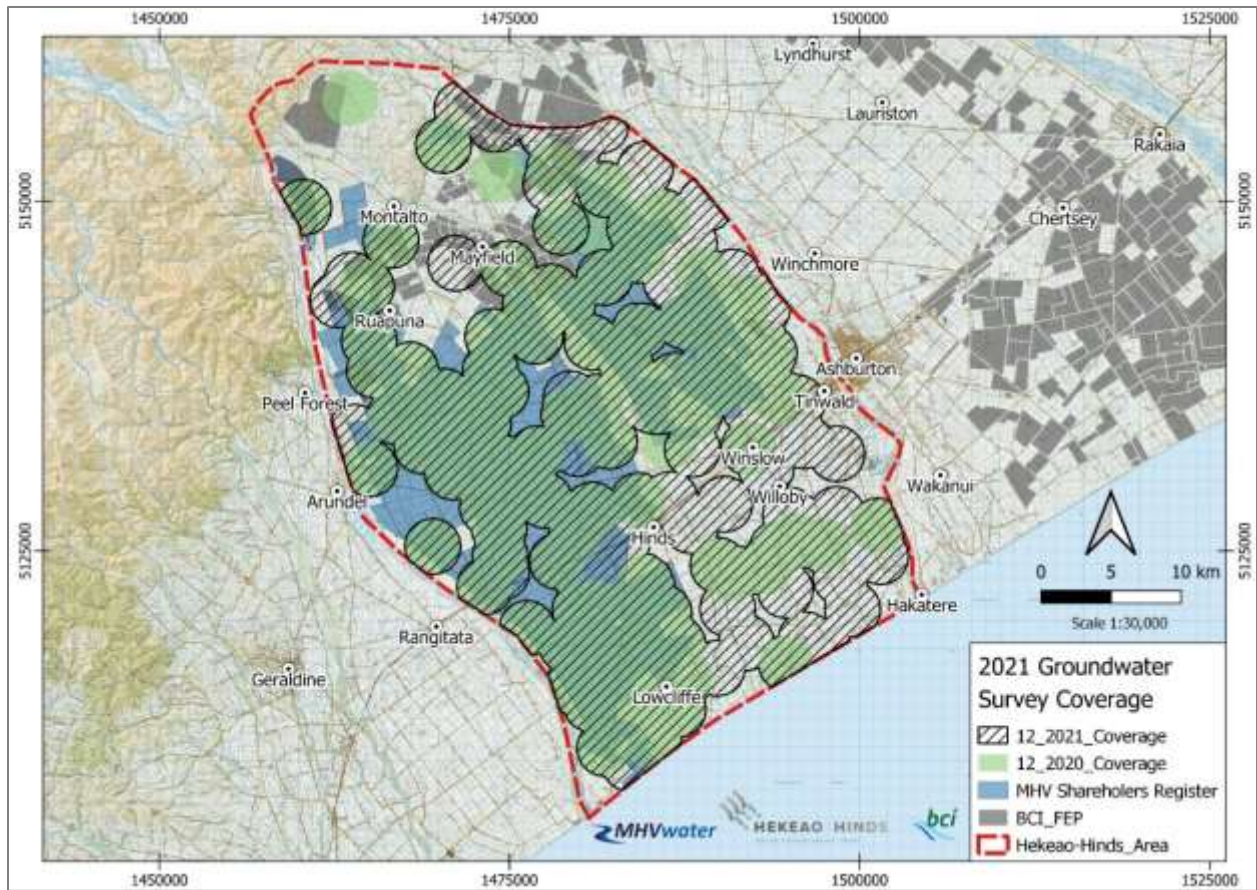 1450000
1475000
1500000
1525000
Lyndhurst
Lauriston
Rakaia
5150000
5150000
Montalto
Chertsey
Mayfield
Winchmore
Ruapuna
Ashburton
Peel Forest
Tinwald
Winslow
Arundel
Willoby
Wakanui
Hinds
5125000
5125000
0 5 10 km
Scale 1:30,000
Hakatere
Rangitata
Geraldine
Lowcliffe
2021 Groundwater
Survey Coverage
12_2021_Coverage
12_2020_Coverage
MHV Shareholers Register
BCI_FEP
Hekeao-Hinds_Area
MHVwater
HEKEAO HINDS
bci
1450000
1475000
1500000
1525000